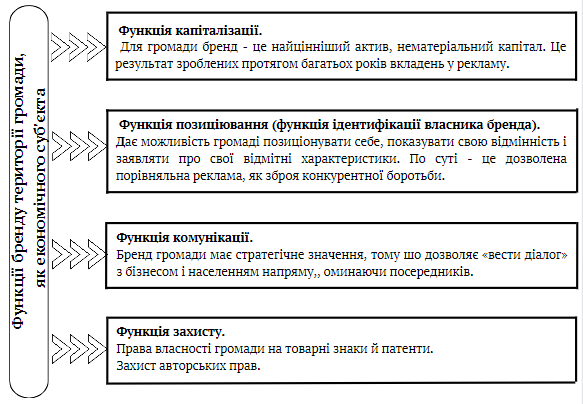 Функції бренду території громади,
як економічного суб'єкта
Функція капіталізації.
Для громади бренд - це найцінніший актив, нематеріальний капітал. Це
результат зроблених протягом багатьох років вкладень у рекламу.
Функція позиціювання (функція ідентифікації власника бренда).
Дає можливість громаді позиціонувати себе, показувати свою відмінність і
заявляти про свої відмітні характеристики. По суті - це дозволена
порівняльна реклама, як зброя конкурентної боротьби.
Функція комунікації.
Бренд громади має стратегічне значення, тому шо дозволяє «вести діалог»
з бізнесом і населенням напряму,, оминаючи посередників.
Функція захисту.
Права власності громади на товарні знаки й патенти.
Захист авторських прав.